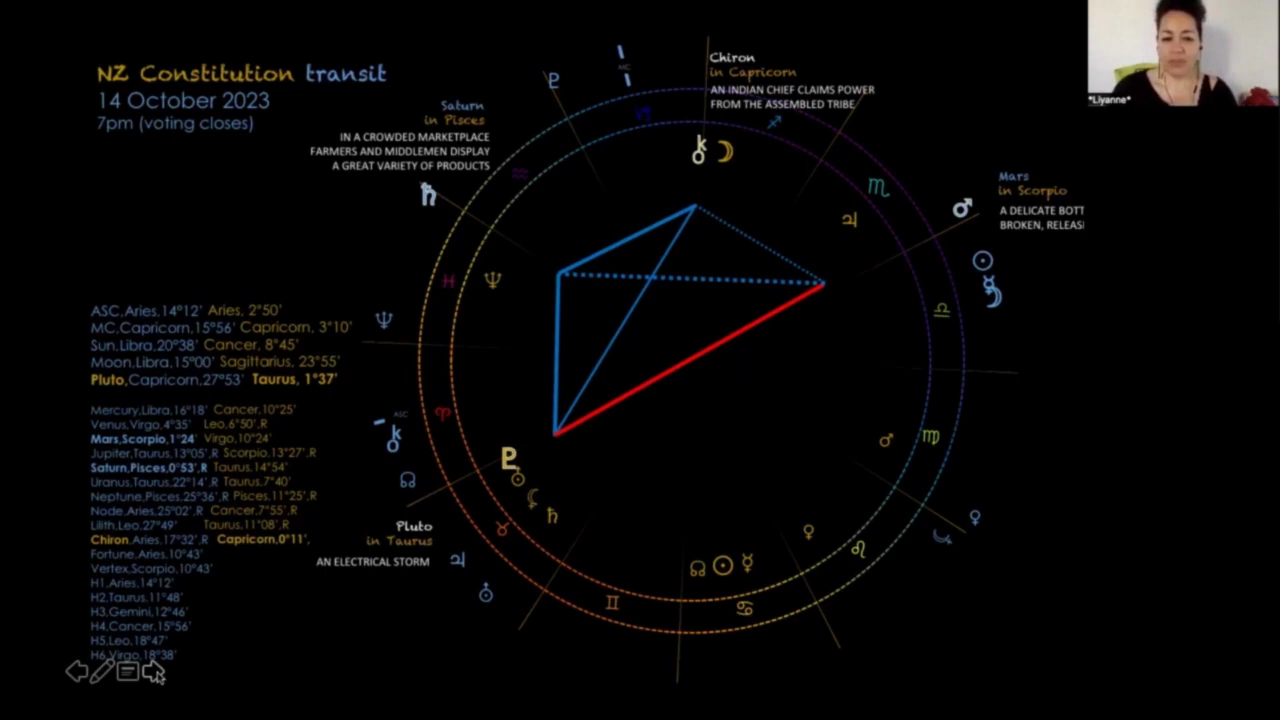 NZ Constitution transit
14 October 2023
7pm (voting closes)
Saturn
in Pisces
IN A CROWDED MARKETPLACE
FARMERS AND MIDDLEMEN DISPLAY
A GREAT VARIETY OF PRODUCTS
ASC
Chiron
in Capricorn
AN INDIAN CHIEF CLAIMS POWER
FROM THE ASSEMBLED TRIBE
*Liyanne*
Mars
in Scorpio
A DELICATE BOTT
BROKEN, RELEAS
ASC,Aries,14°12' Aries, 2°50'
MC,Capricorn,15°56' Capricorn, 3°10'
Sun,Libra,20°38' Cancer, 8°45'
Moon,Libra,15°00' Sagittarius, 23°55'
Pluto,Capricorn,27°53' Taurus, 1°37'
Mercury,Libra,16°18' Cancer,10°25'
Venus,Virgo,4°35' Leo,6°50',R
Mars,Scorpio,1°24' Virgo,10°24'
Jupiter,Taurus,13°05',R Scorpio,13°27',R
Saturn,Pisces,0°53',R Taurus,14°54'
Uranus,Taurus,22°14',R Taurus,7°40'
Neptune,Pisces,25°36',R Pisces,11°25',R
Node,Aries,25°02',R Cancer,7°55',R
Lilith,Leo,27°49' Taurus,11°08',R
Chiron,Aries,17°32',R Capricorn,0°11',
Fortune,Aries,10°43'
Vertex,Scorpio,10°43'
H1,Aries,14°12'
H2,Taurus,11°48'
H3,Gemini,12°46'
H4,Cancer,15°56'
H5,Leo,18°47'
H6,Virgo,18°38'
ASC
Pluto
in Taurus
AN ELECTRICAL STORM